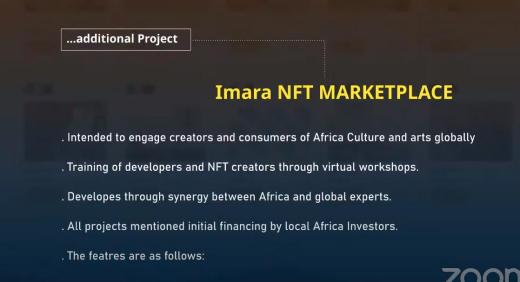 ...additional Project
Imara NFT MARKETPLACE
. Intended to engage creators and consumers of Africa Culture and arts globally
. Training of developers and NFT creators through virtual workshops.
. Developes through synergy between Africa and global experts.
. All projects mentioned initial financing by local Africa Investors.
. The featres are as follows:
zoom